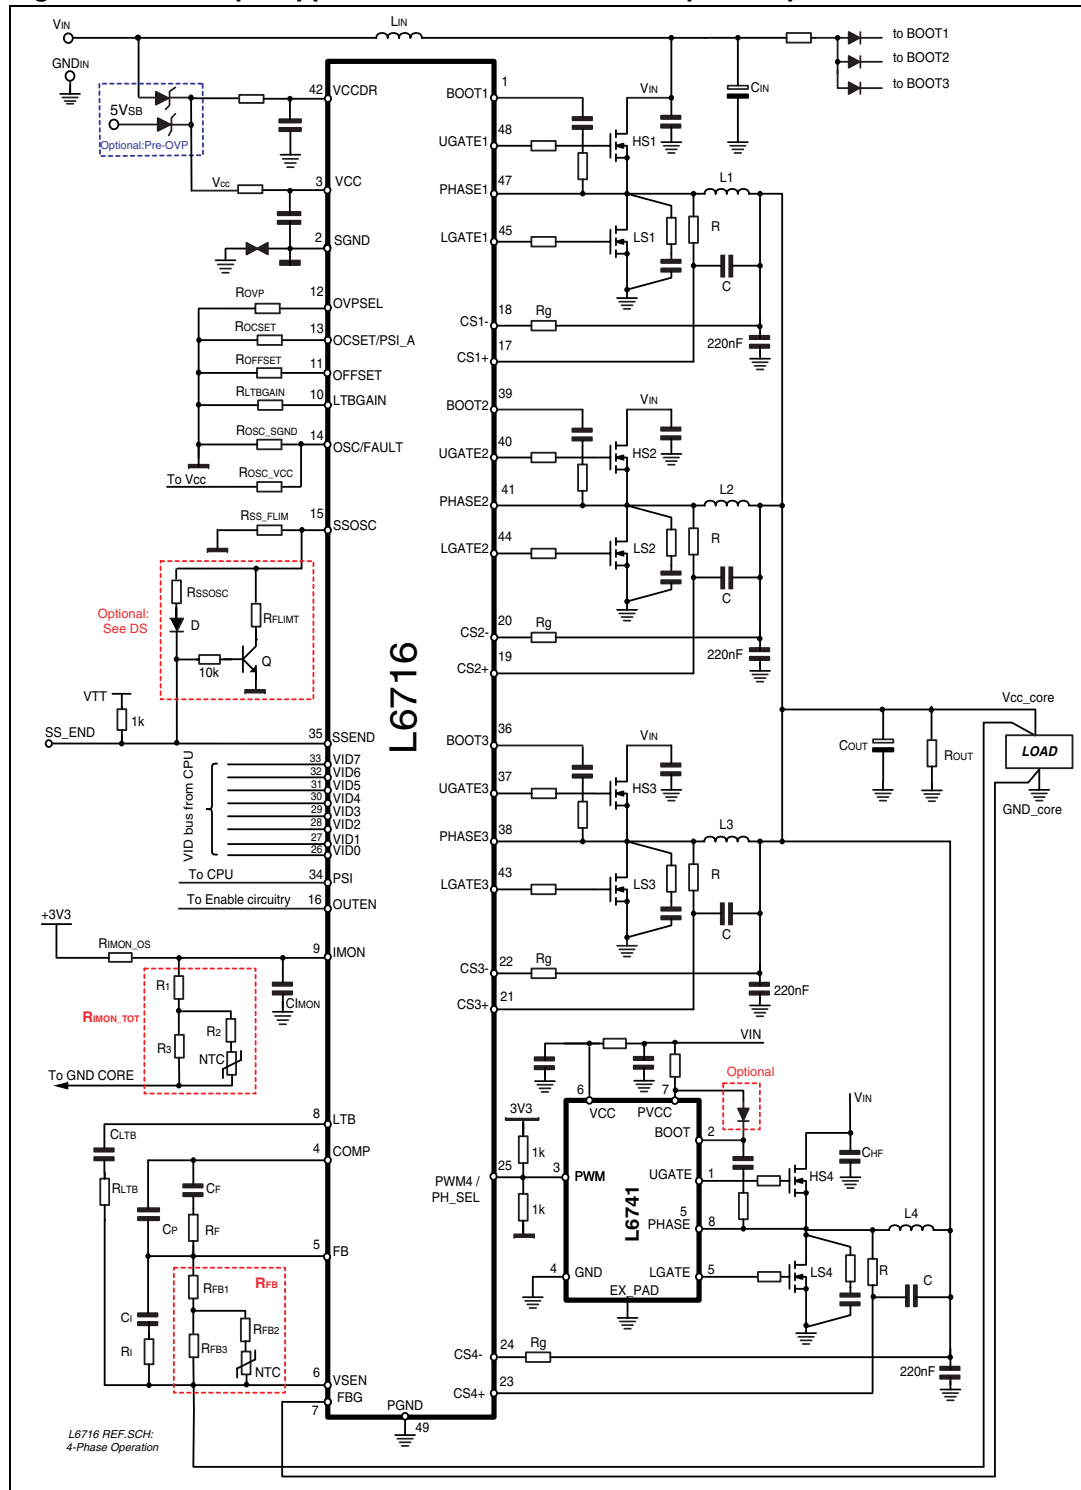 VIN
LIN
to BOOT1
to BOOT2
to BOOT3
GNDIN
5VSB
Optional:Pre-OVP
CIN
42 VCCDR
Vcc 3 VCC
2 SGND
ROVP 12 OVPSEL
ROCSET 13 OCSET/PSI_A
ROFFSET 11 OFFSET
RLTBGAIN 10 LTBGAIN
ROSC_SGND 14 OSC/FAULT
To Vcc ROSC_VCC
RSS_FLIM 15 SSOSC
Optional:
See DS
RSSOSC
D
RFLIMT
10k
Q
VTT
1k
SS_END 35 SSEND
VID bus from CPU
33 VID7
32 VID6
31 VID5
30 VID4
29 VID3
28 VID2
27 VID1
26 VID0
To CPU 34 PSI
To Enable circuitry 16 OUTEN
+3V3
RIMON_OS 9 IMON
CIMON
RIMON_TOT
R1
R2
R3
NTC
To GND CORE
8 LTB
CLTB
4 COMP
RLTB
CF
CP
RF
5 FB
RFB1
RFB
CI
RFB2
RI
RFB3
NTC
6 VSEN
7 FBG
PGND
49
L6716
1 BOOT1
VIN
48 UGATE1
HS1
47 PHASE1
L1
45 LGATE1
LS1
R
C
18 CS1-
Rg
220nF
17 CS1+
39 BOOT2
VIN
40 UGATE2
HS2
41 PHASE2
L2
44 LGATE2
LS2
R
C
20 CS2-
Rg
220nF
19 CS2+
36 BOOT3
VIN
37 UGATE3
HS3
38 PHASE3
L3
43 LGATE3
LS3
R
C
22 CS3-
Rg
220nF
21 CS3+
Vcc_core
COUT
ROUT
LOAD
GND_core
VIN
Optional
6 VCC
7 PVCC
3V3
1k
25 PWM4 /
PH_SEL
3 PWM
1k
L6741
BOOT 2
UGATE 1
5
PHASE 8
LGATE 5
4 GND
EX_PAD
VIN
CHF
HS4
L4
LS4
R
C
24 CS4-
Rg
220nF
23 CS4+
L6716 REF.SCH:
4-Phase Operation